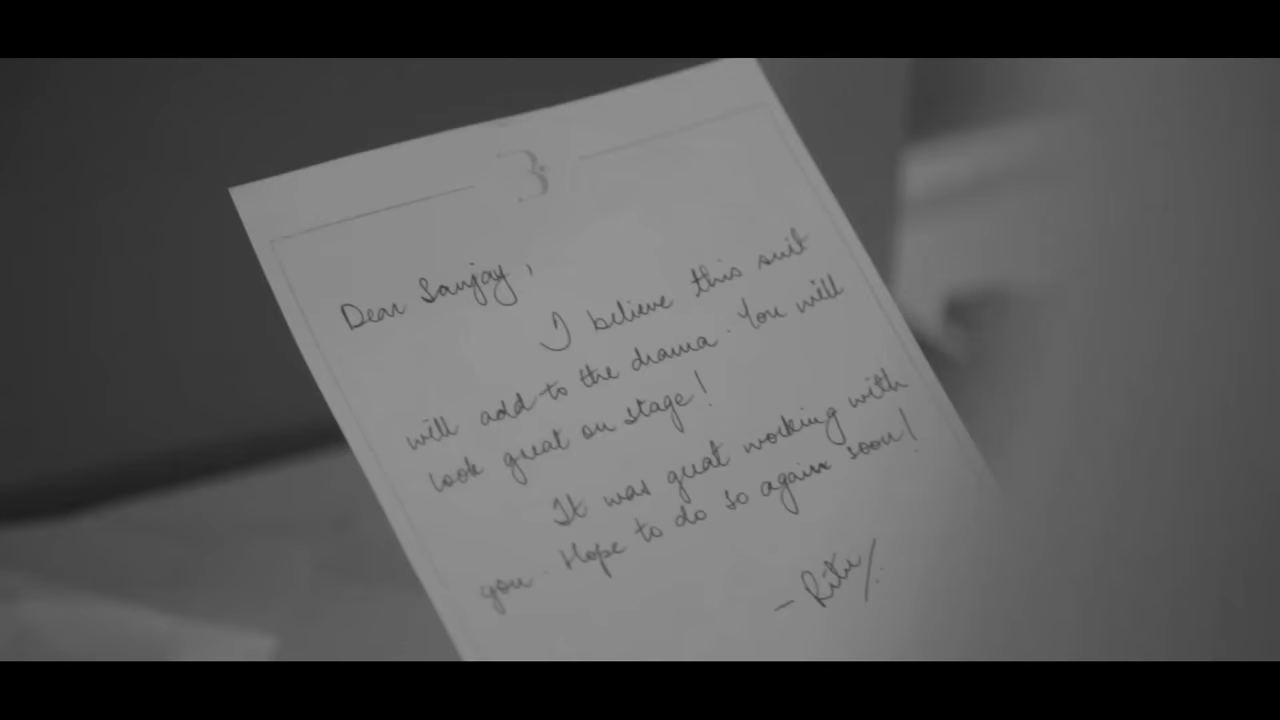 Dear Sanjay,
I believe this suit
will add to the drama. You will
look great on stage!
It was great working with
you. Hope to do so again soon!
- Ritu